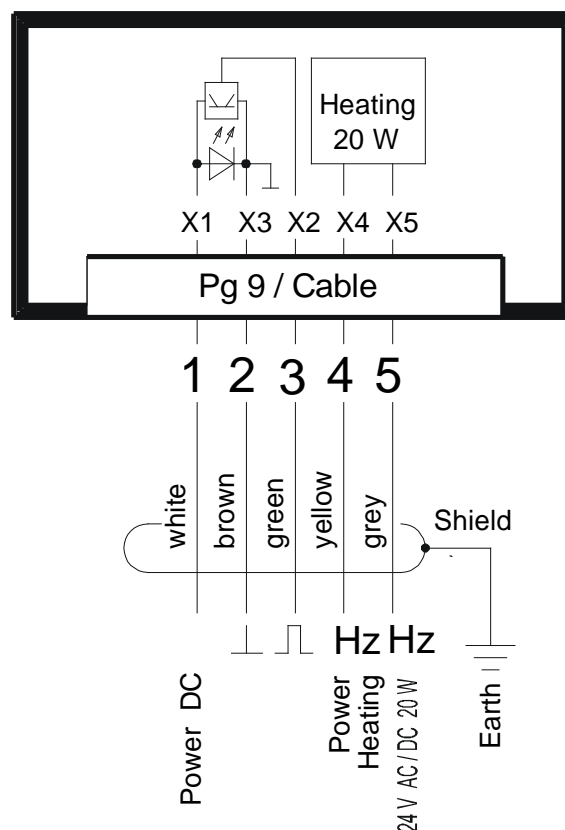 Heating
20 W
X1 X3 X2 X4 X5
Pg 9 / Cable
1 2 3 4 5
white
brown
green
yellow
grey
Shield
Hz Hz
Power DC
Power
Heating
24 V AC / DC 20 W
Earth